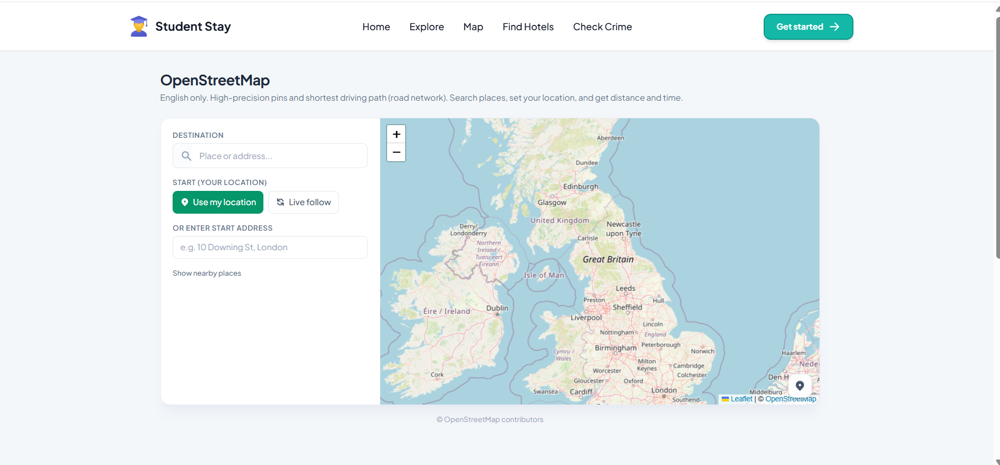 Student Stay
Home
Explore
Map
Find Hotels
Check Crime
Get started
OpenStreetMap
English only. High-precision pins and shortest driving path (road network). Search places, set your location, and get distance and time.
DESTINATION
Place or address...
START (YOUR LOCATION)
Use my location
Live follow
OR ENTER START ADDRESS
e.g. 10 Downing St, London
Show nearby places
+
−
Aberdeen
Dundee
Edinburgh
Glasgow
United Kingdom
Newcastle
upon Tyne
Derry/
Londonderry
Carlisle
Northern
Ireland /
Tuaisceart
Éireann
Great Britain
Isle of Man
Leeds
Preston
Hull
Sheffield
Éire / Ireland
Dublin
Liverpool
Lincoln
Nottingham
England
Birmingham
Peterborough
Norwich
Cymru /
Wales
Haarlem
Milton
Keynes
Cambridge
Neder
Worcester
Colchester
Cork
Gloucester
Oxford
Den H
Swansea
Cardiff
London
Southend-
Middelburg
Leaflet | © OpenStreetMap
© OpenStreetMap contributors